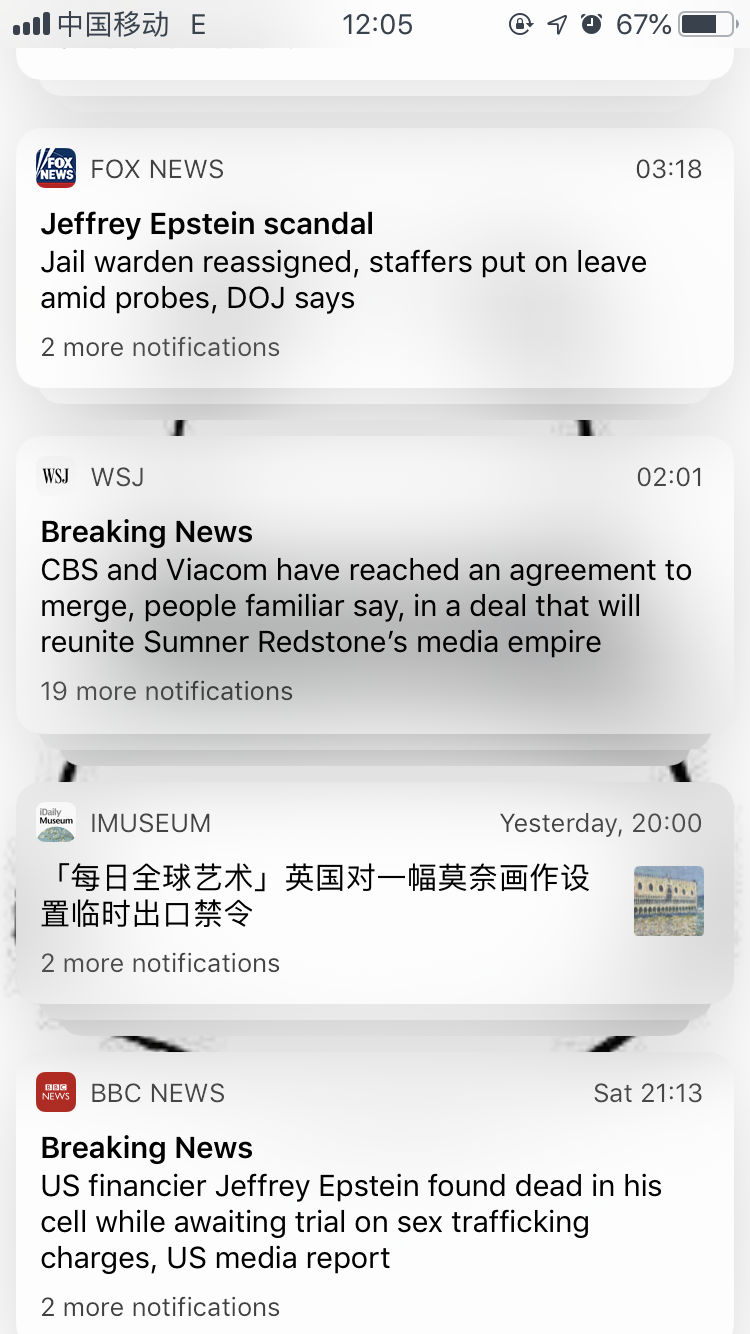 中国移动 E 12:05 67%
FOX NEWS
FOX NEWS 03:18
Jeffrey Epstein scandal
Jail warden reassigned, staffers put on leave
amid probes, DOJ says
2 more notifications
WSJ
WSJ 02:01
Breaking News
CBS and Viacom have reached an agreement to
merge, people familiar say, in a deal that will
reunite Sumner Redstone’s media empire
19 more notifications
iDaily
Museum
IMUSEUM Yesterday, 20:00
「每日全球艺术」英国对一幅莫奈画作设
置临时出口禁令
2 more notifications
BBC
NEWS
BBC NEWS Sat 21:13
Breaking News
US financier Jeffrey Epstein found dead in his
cell while awaiting trial on sex trafficking
charges, US media report
2 more notifications